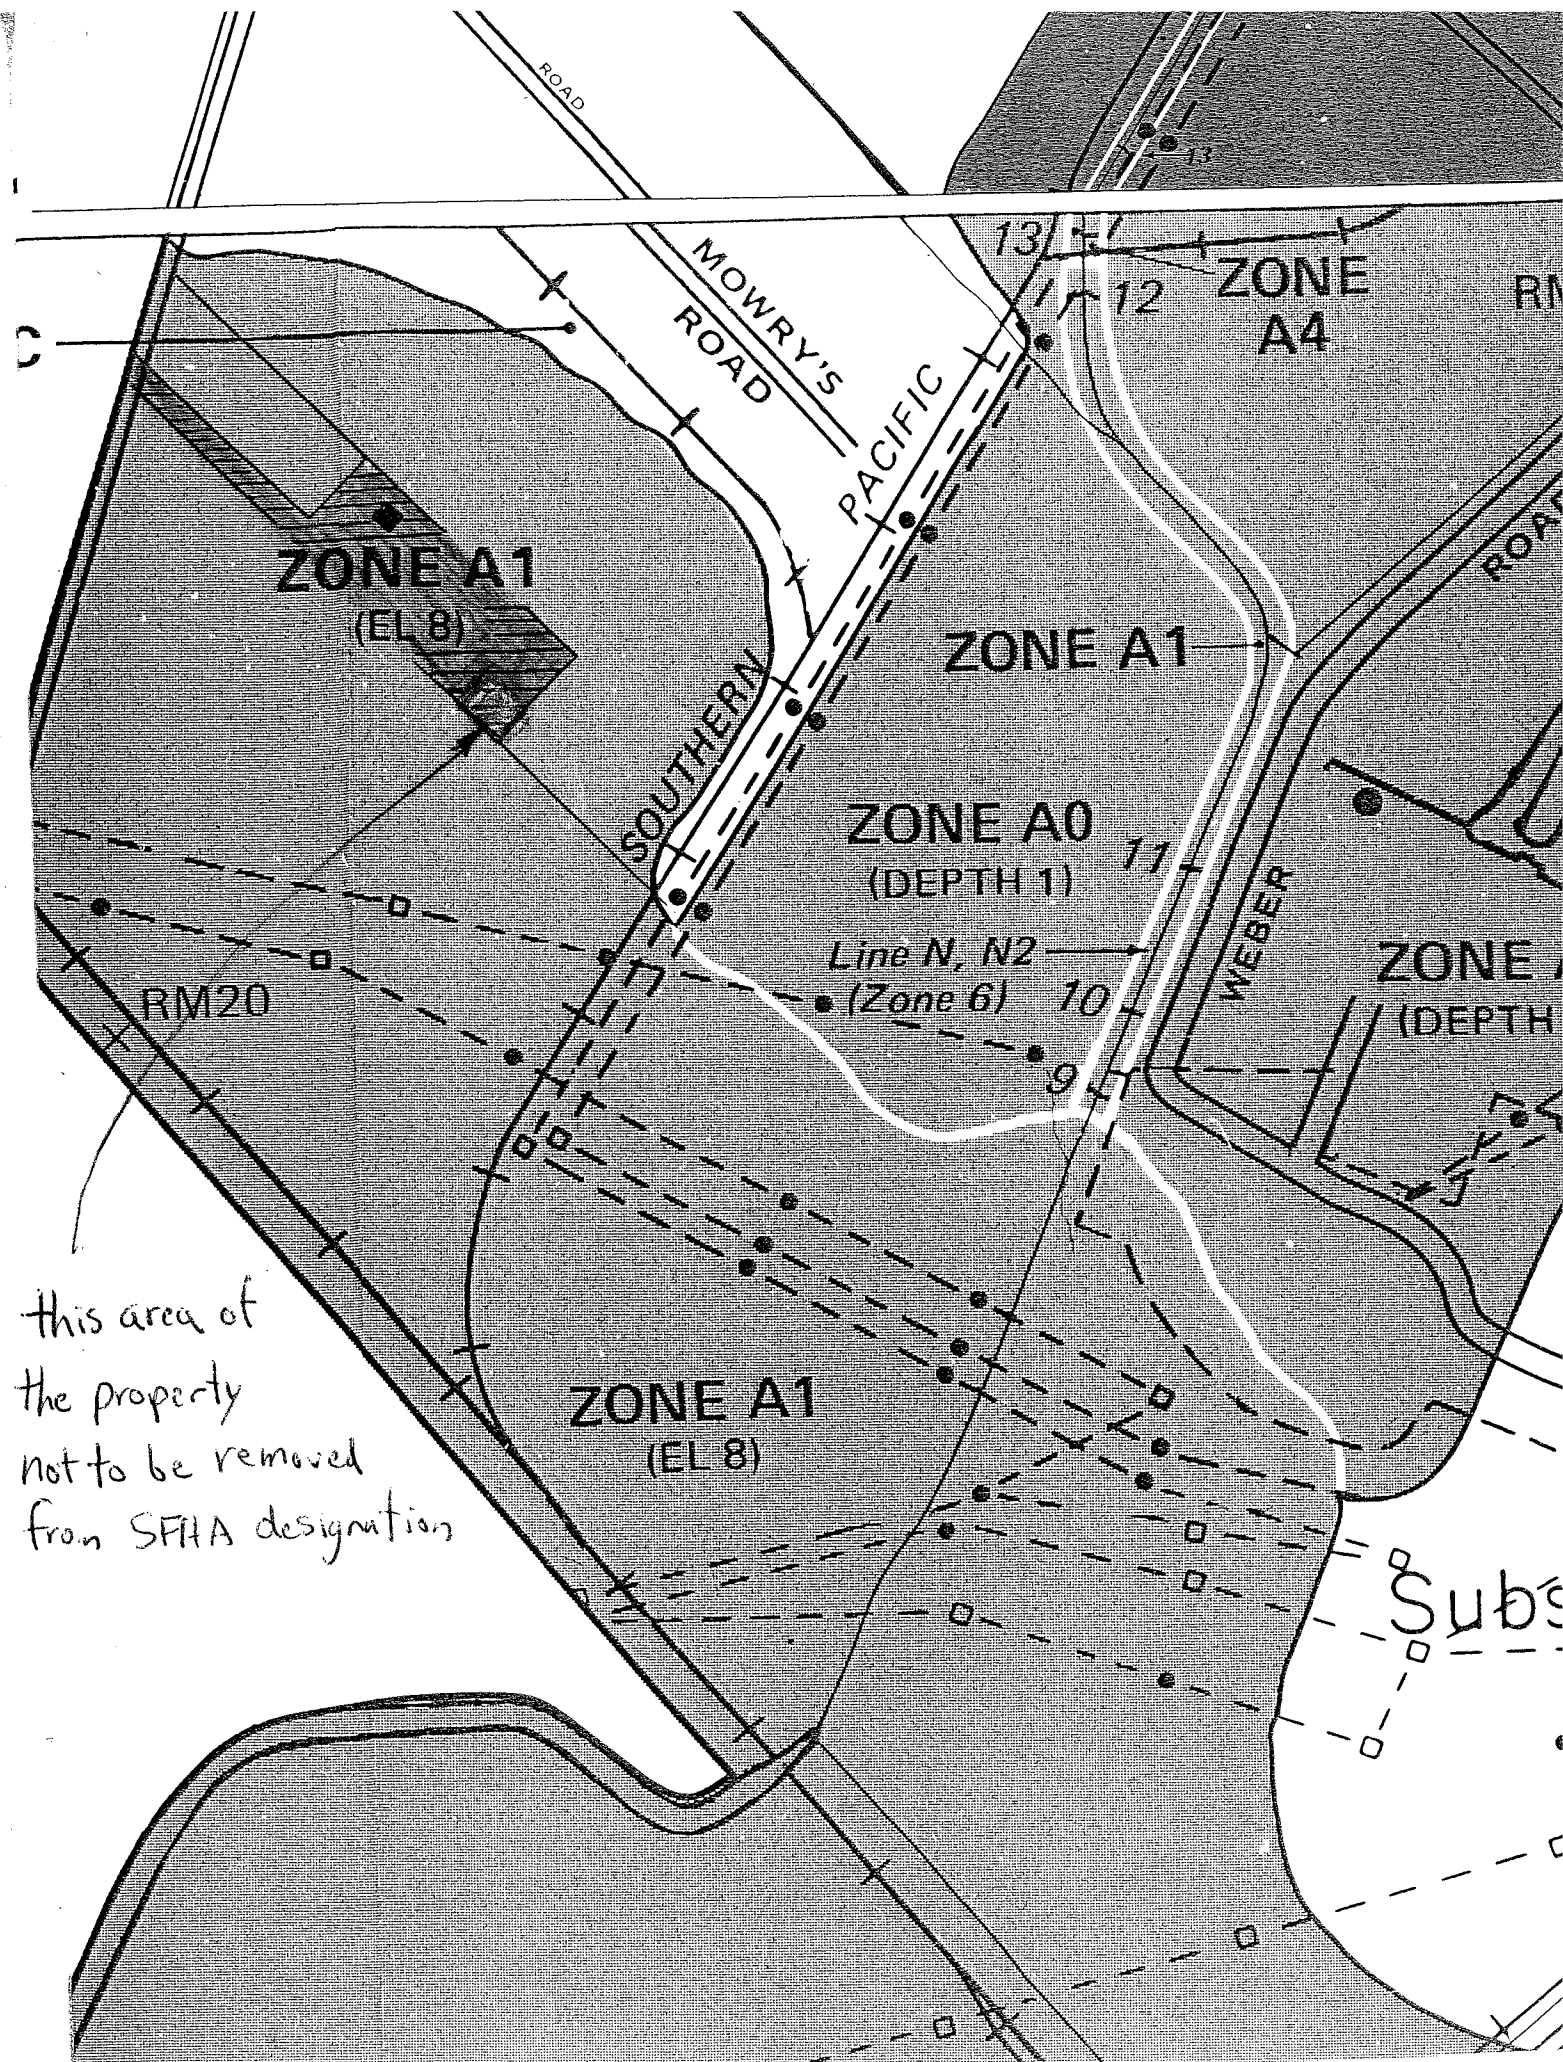 ROAD
13
13
12
ZONE
A4
MOWRY'S
ROAD
PACIFIC
ZONE A1
(EL 8)
ZONE A1
ROAD
SOUTHERN
ZONE A0
(DEPTH 1)
11
WEBER
Line N, N2
(Zone 6)
10
ZONE
(DEPTH
RM20
9
this area of
the property
not to be removed
from SFHA designation
ZONE A1
(EL 8)
Subs